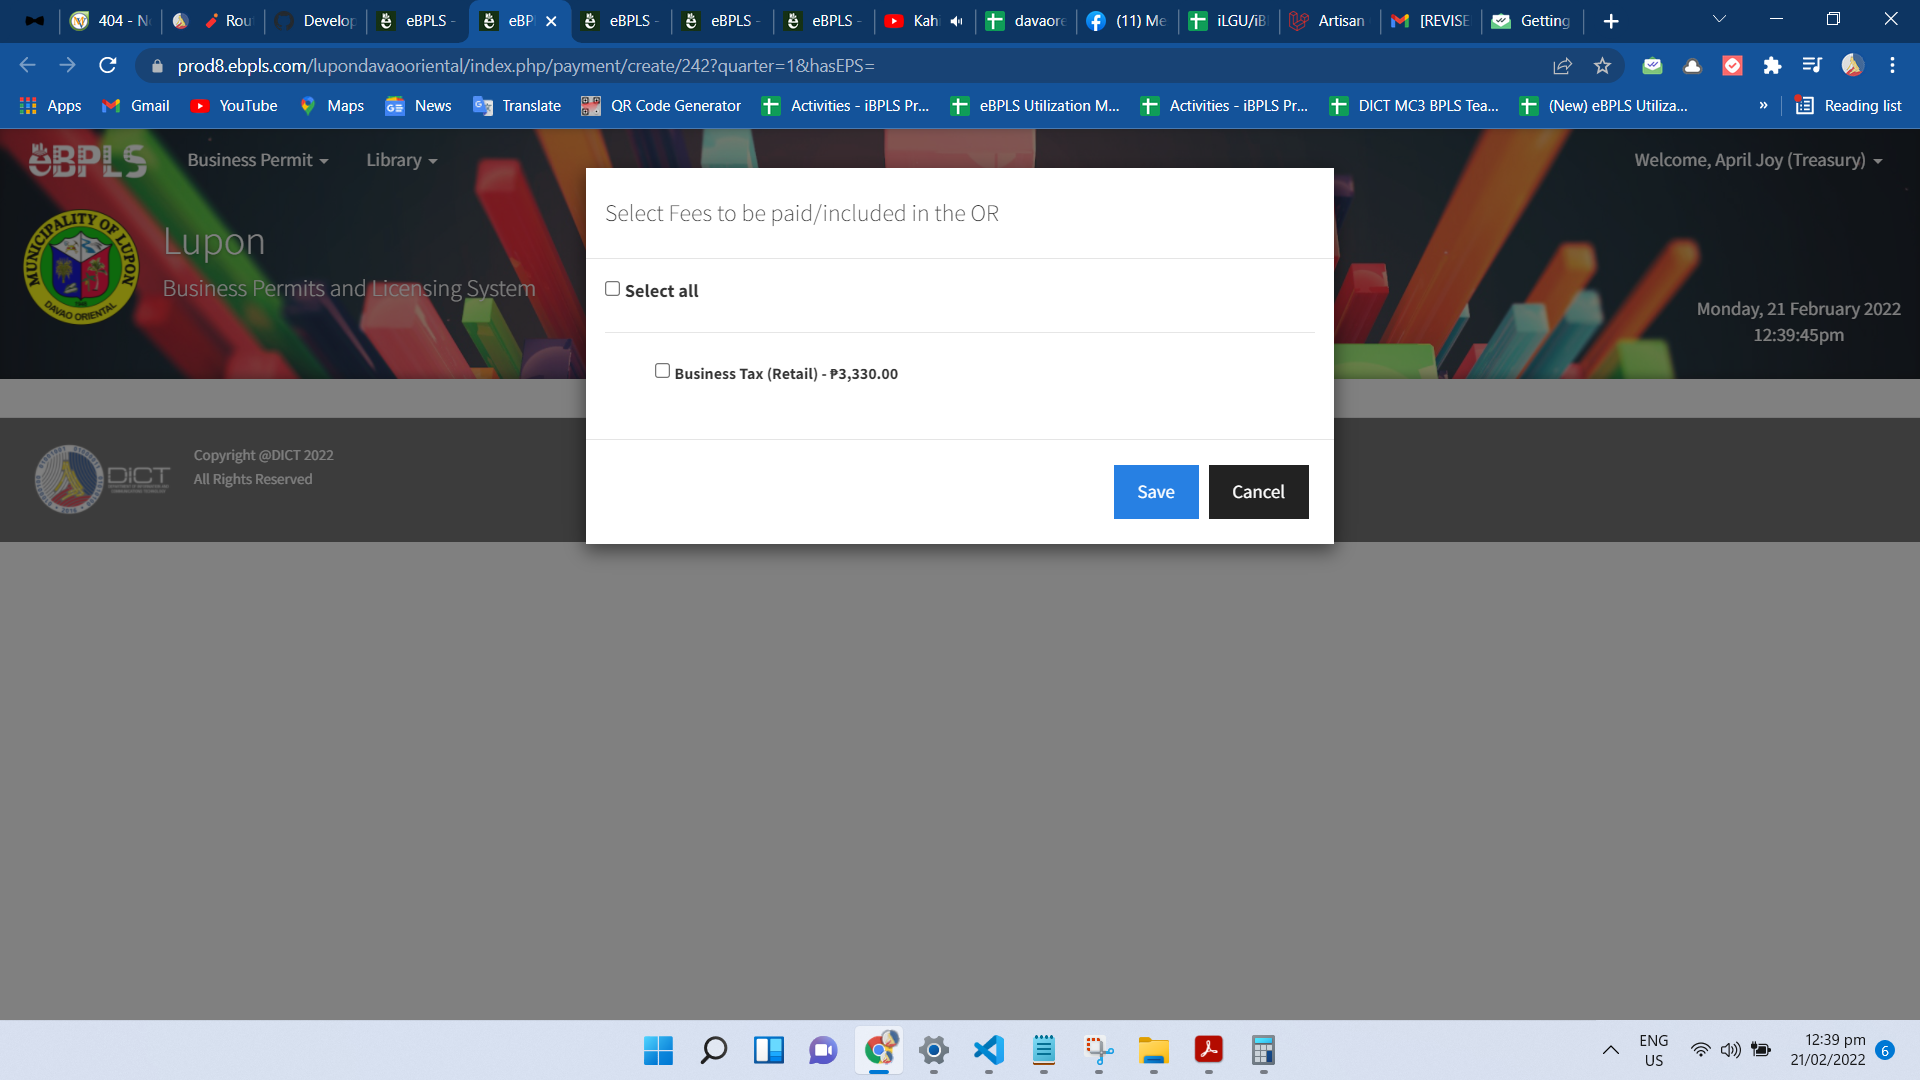 404 - No
Rou
Develop
eBPLS -
eBP
eBPLS -
eBPLS -
eBPLS -
Kahi
davaore
(11) Me
iLGU/iB
Artisan
[REVISE
Getting
prod8.ebpls.com/lupondavaooriental/index.php/payment/create/242?quarter=1&hasEPS=
Apps Gmail YouTube Maps News Translate QR Code Generator Activities - iBPLS Pr... eBPLS Utilization M... Activities - iBPLS Pr... DICT MC3 BPLS Tea... (New) eBPLS Utiliza... » Reading list
eBPLS Business Permit Library Welcome, April Joy (Treasury)
MUNICIPALITY OF LUPON
DAVAO ORIENTAL
Lupon
Business Permits and Licensing System
Monday, 21 February 2022
12:39:45pm
Select Fees to be paid/included in the OR
Select all
Business Tax (Retail) - ₱3,330.00
Save Cancel
DICT
Copyright @DICT 2022
All Rights Reserved
ENG
US
12:39 pm
21/02/2022
6